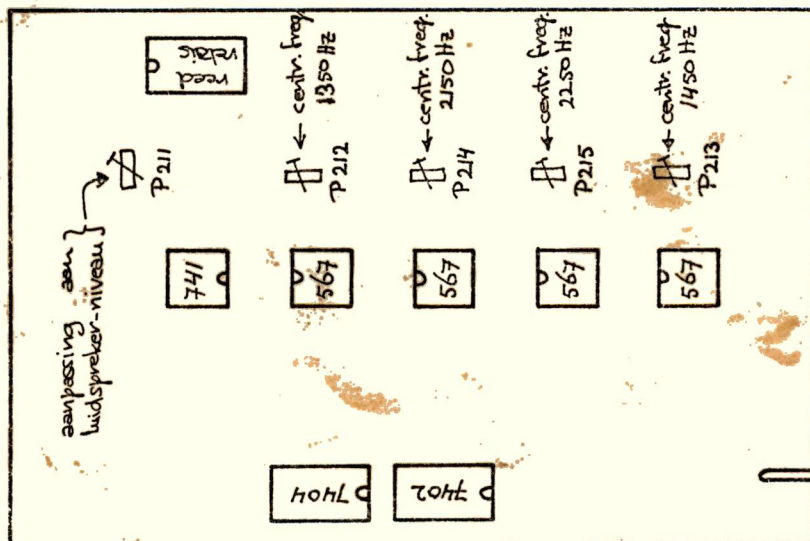 reed
relais
centr. freq.
1350 Hz
centr. freq.
2150 Hz
centr. freq.
2250 Hz
centr. freq.
1450 Hz
P211
P212
P214
P215
P213
aanpassing aan
luidspreker-niveau
741
567
567
567
567
7404
7402